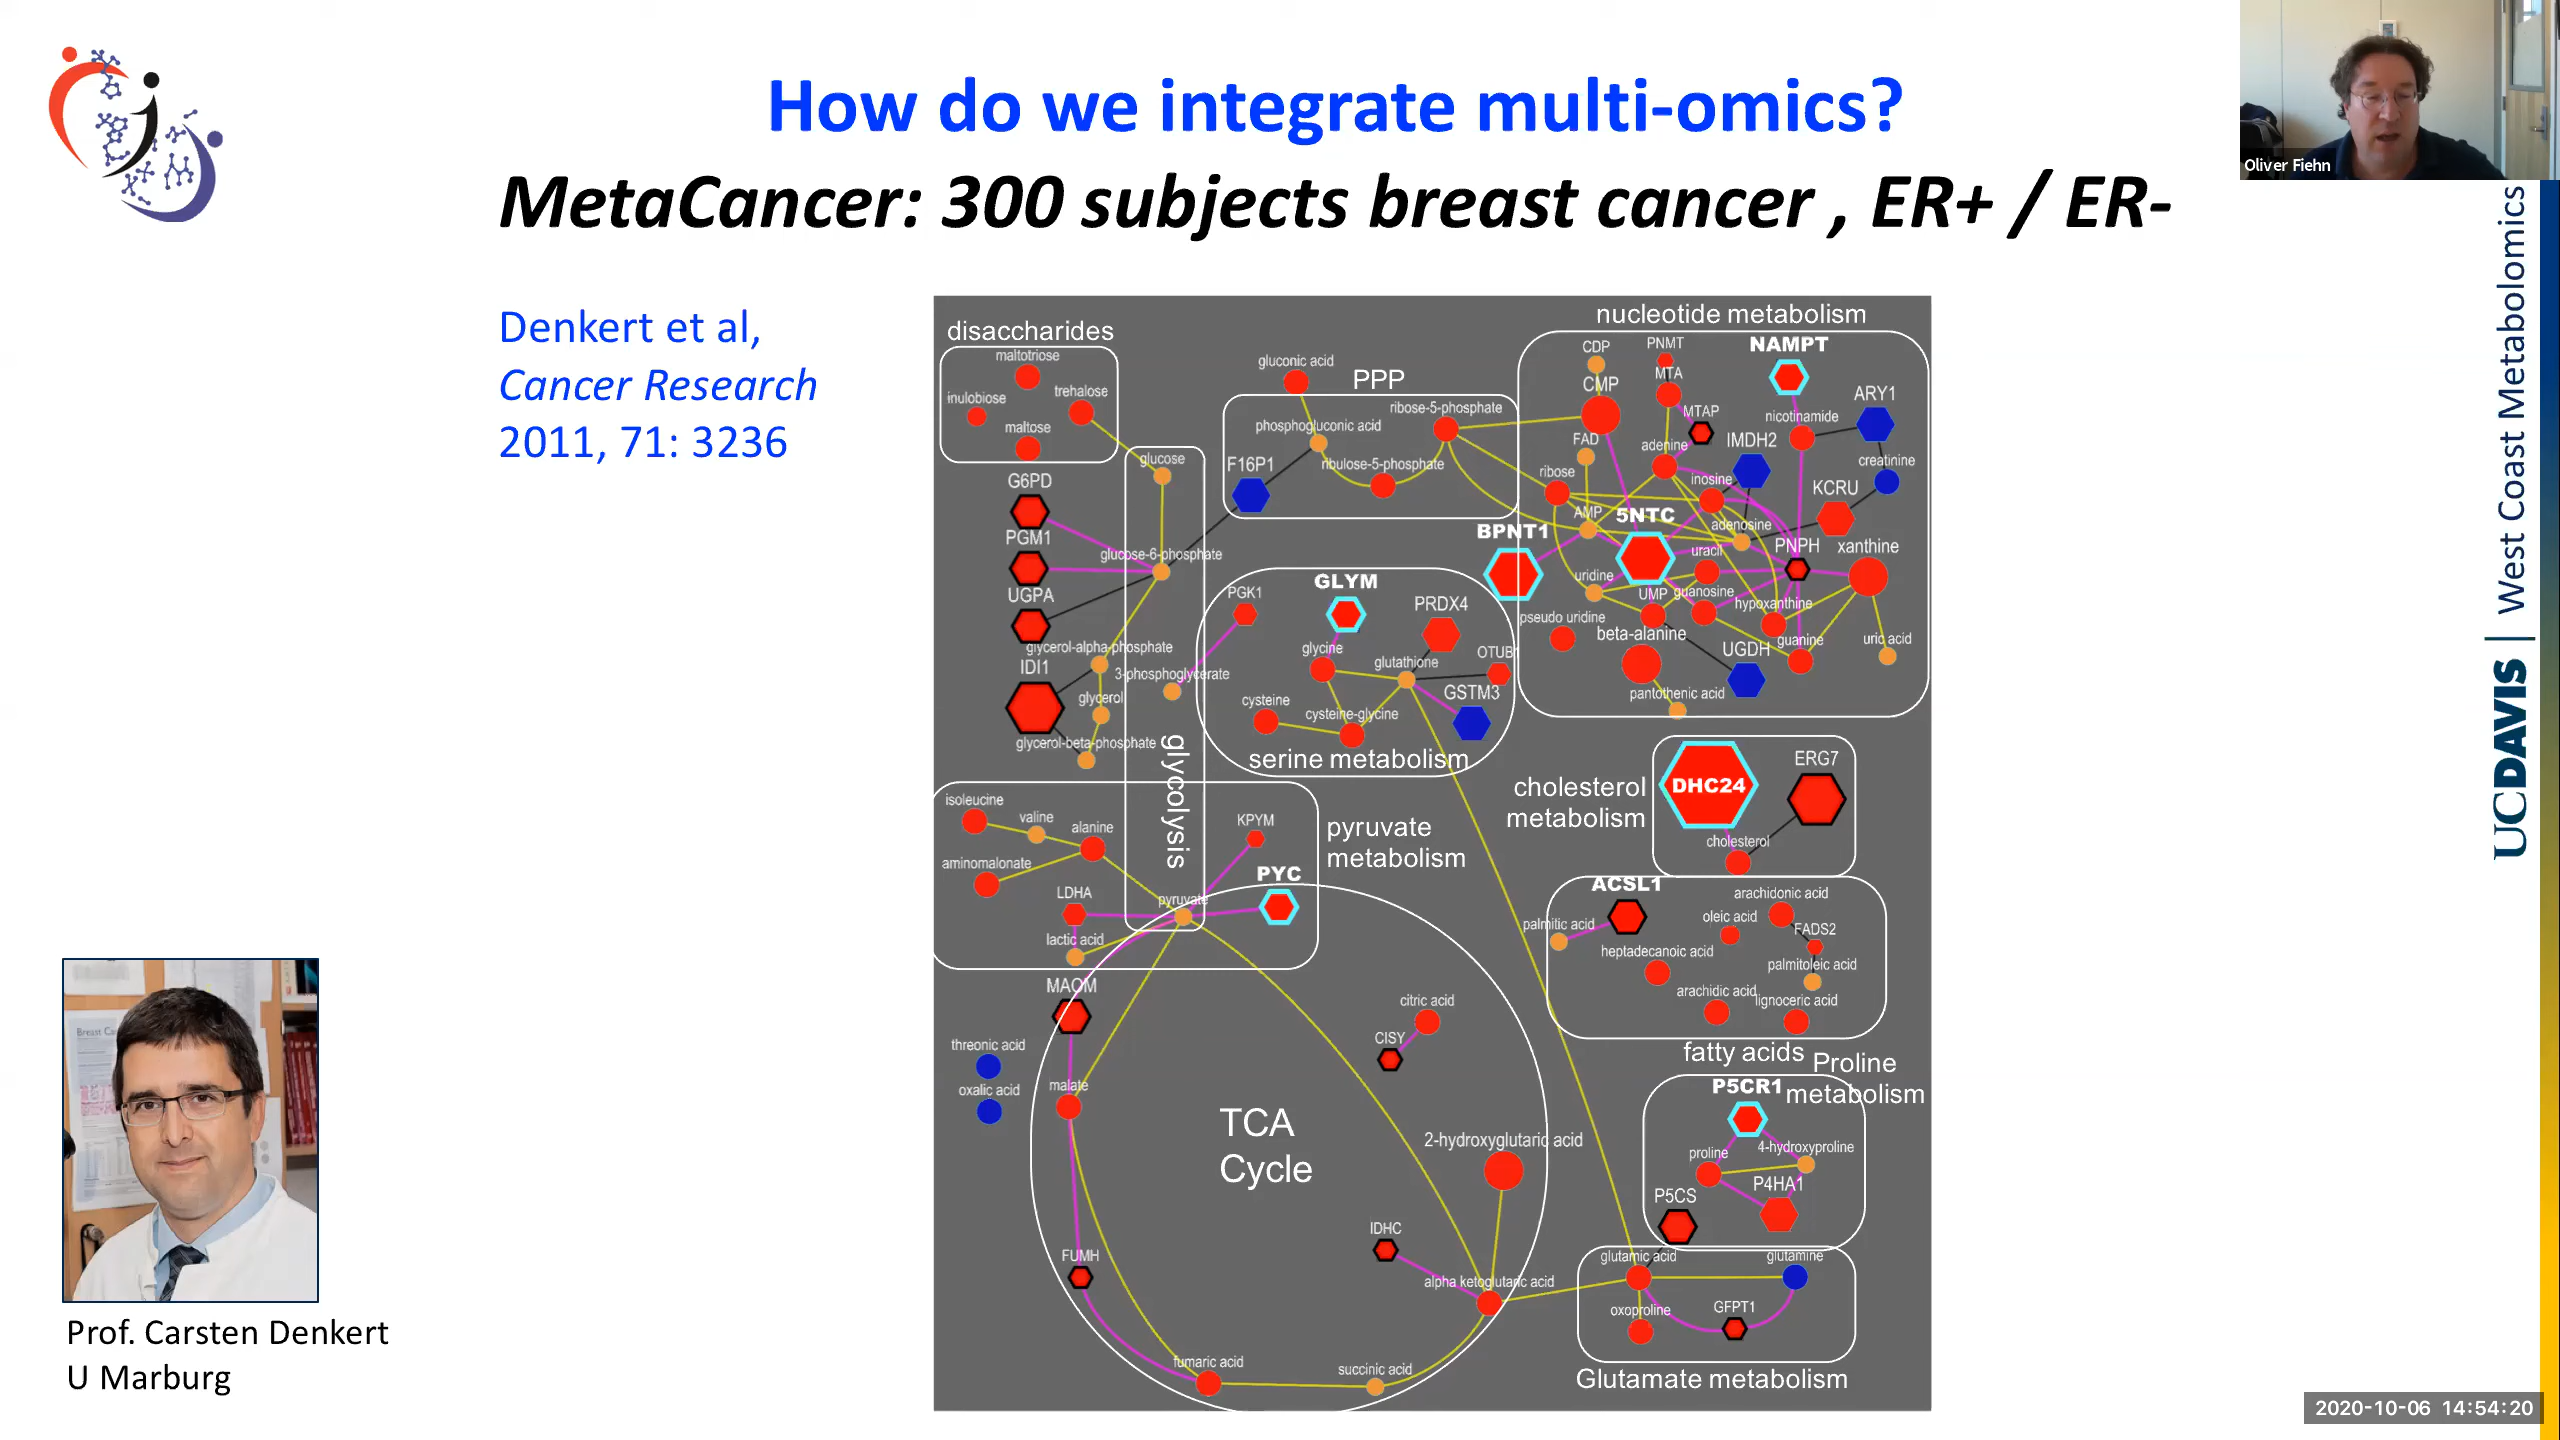 How do we integrate multi-omics?
MetaCancer: 300 subjects breast cancer , ER+ / ER-
Oliver Fiehn
Denkert et al,
Cancer Research
2011, 71: 3236
West Coast Metabolomics
UCDAVIS
disaccharides
maltotriose
inulobiose
trehalose
maltose
G6PD
PGM1
UGPA
IDI1
glucose
glucose-6-phosphate
glycerol-alpha-phosphate
3-phosphoglycerate
glycerol
glycerol-beta-phosphate
glycolysis
gluconic acid
PPP
ribose-5-phosphate
phosphogluconic acid
F16P1
ribulose-5-phosphate
nucleotide metabolism
CDP
PNMT
NAMPT
CMP
MTA
ARY1
MTAP
nicotinamide
FAD
adenine
IMDH2
creatinine
ribose
inosine
KCRU
AMP
5NTC
adenosine
BPNT1
uracil
PNPH
xanthine
uridine
UMP
guanosine
hypoxanthine
pseudo uridine
beta-alanine
guanine
uric acid
UGDH
pantothenic acid
PGK1
GLYM
PRDX4
glycine
glutathione
OTUB1
GSTM3
cysteine
cysteine-glycine
serine metabolism
cholesterol
metabolism
DHC24
ERG7
cholesterol
isoleucine
valine
alanine
KPYM
pyruvate
metabolism
aminomalonate
PYC
LDHA
pyruvate
lactic acid
ACSL1
arachidonic acid
palmitic acid
oleic acid
FADS2
heptadecanoic acid
palmitoleic acid
arachidic acid
lignoceric acid
fatty acids
MAOM
threonic acid
oxalic acid
malate
citric acid
CISY
TCA
Cycle
2-hydroxyglutaric acid
IDHC
FUMH
alpha ketoglutaric acid
fumaric acid
succinic acid
Proline
metabolism
P5CR1
proline
4-hydroxyproline
P5CS
P4HA1
glutamic acid
glutamine
oxoproline
GFPT1
Glutamate metabolism
Prof. Carsten Denkert
U Marburg
2020-10-06 14:54:20